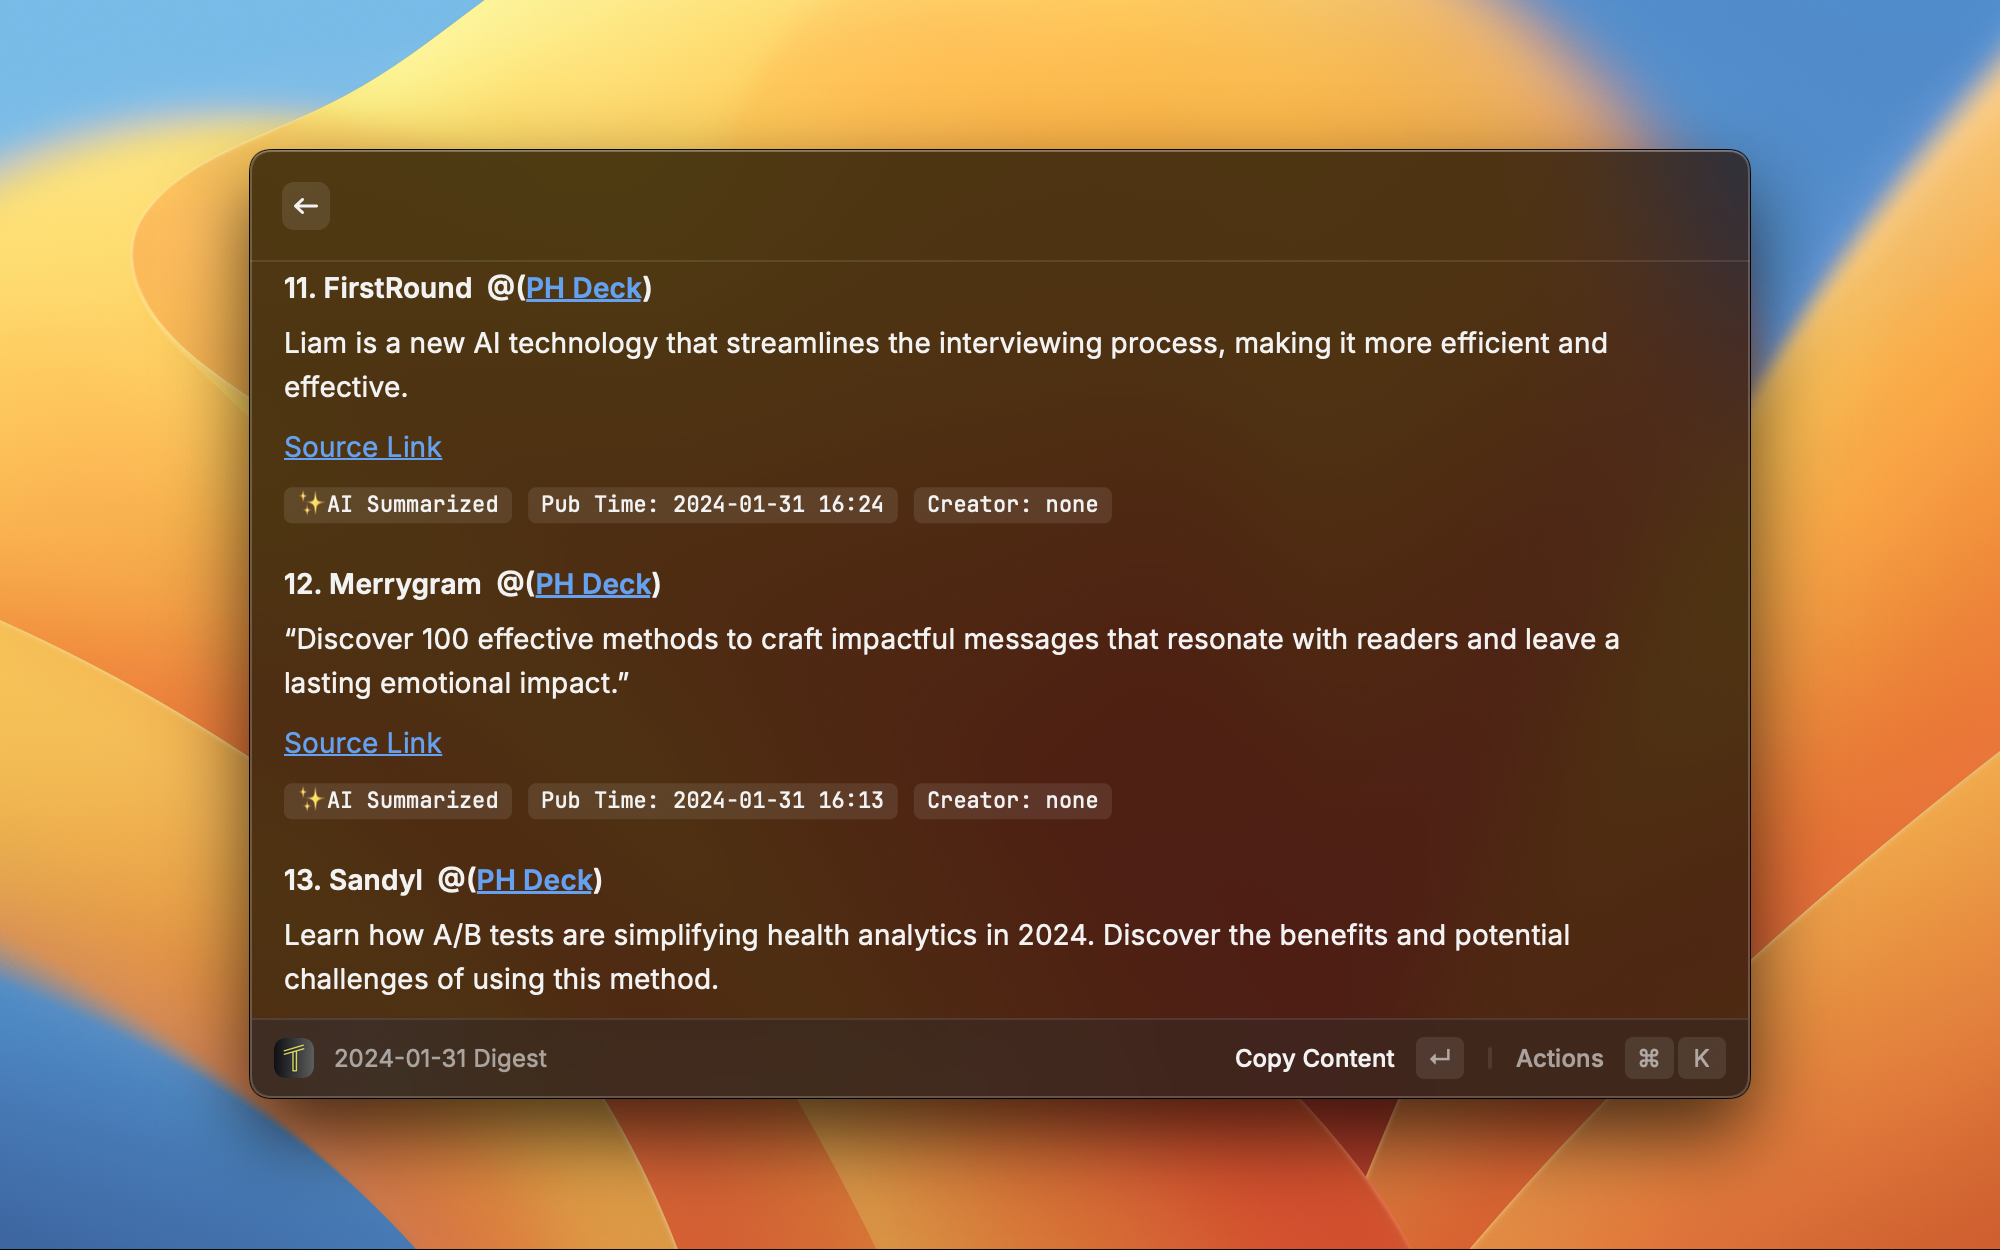 11. FirstRound @(PH Deck)
Liam is a new AI technology that streamlines the interviewing process, making it more efficient and
effective.
Source Link
✨AI Summarized Pub Time: 2024-01-31 16:24 Creator: none
12. Merrygram @(PH Deck)
“Discover 100 effective methods to craft impactful messages that resonate with readers and leave a
lasting emotional impact.”
Source Link
✨AI Summarized Pub Time: 2024-01-31 16:13 Creator: none
13. Sandyl @(PH Deck)
Learn how A/B tests are simplifying health analytics in 2024. Discover the benefits and potential
challenges of using this method.
2024-01-31 Digest Copy Content ↵ Actions ⌘ K